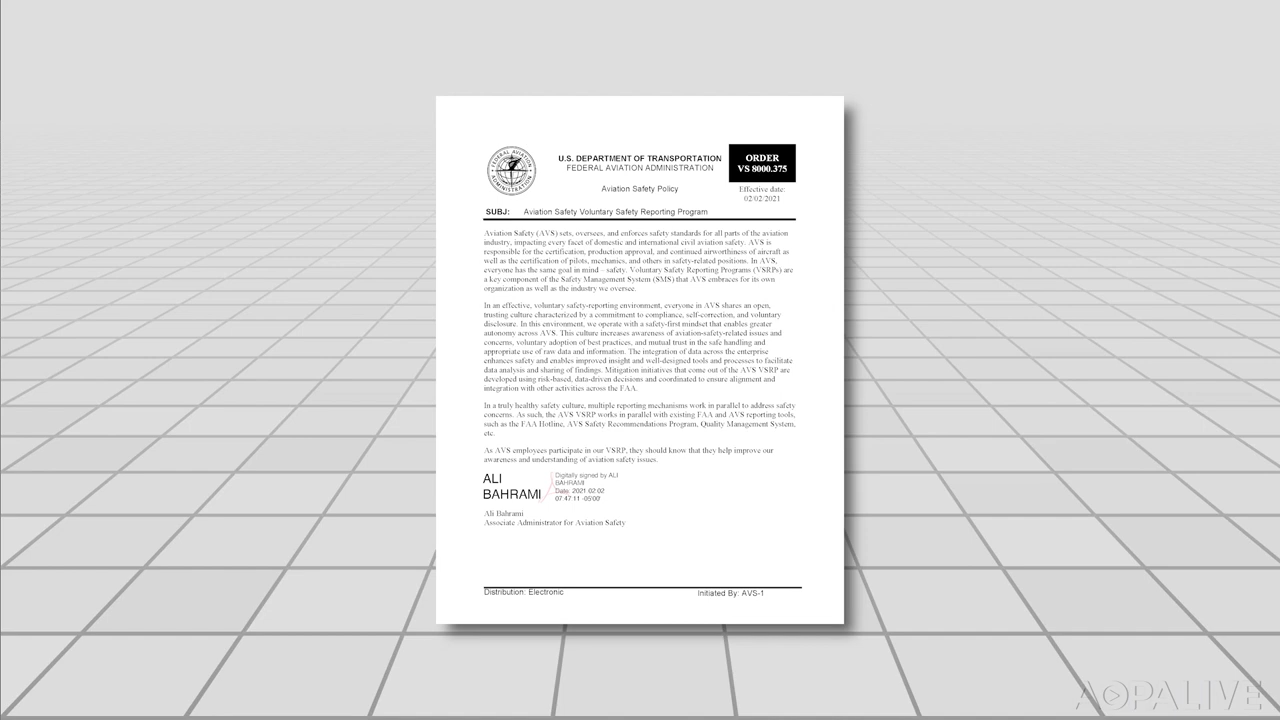 FEDERAL AVIATION
ADMINISTRATION
U.S. DEPARTMENT OF TRANSPORTATION
FEDERAL AVIATION ADMINISTRATION
Aviation Safety Policy
ORDER
VS 8000.375
Effective date:
02/02/2021
SUBJ: Aviation Safety Voluntary Safety Reporting Program
Aviation Safety (AVS) sets, oversees, and enforces safety standards for all parts of the aviation
industry, impacting every facet of domestic and international civil aviation safety. AVS is
responsible for the certification, production approval, and continued airworthiness of aircraft as
well as the certification of pilots, mechanics, and others in safety-related positions. In AVS,
everyone has the same goal in mind – safety. Voluntary Safety Reporting Programs (VSRPs) are
a key component of the Safety Management System (SMS) that AVS embraces for its own
organization as well as the industry we oversee.
In an effective, voluntary safety-reporting environment, everyone in AVS shares an open,
trusting culture characterized by a commitment to compliance, self-correction, and voluntary
disclosure. In this environment, we operate with a safety-first mindset that enables greater
autonomy across AVS. This culture increases awareness of aviation-safety-related issues and
concerns, voluntary adoption of best practices, and mutual trust in the safe handling and
appropriate use of raw data and information. The integration of data across the enterprise
enhances safety and enables improved insight and well-designed tools and processes to facilitate
data analysis and sharing of findings. Mitigation initiatives that come out of the AVS VSRP are
developed using risk-based, data-driven decisions and coordinated to ensure alignment and
integration with other activities across the FAA.
In a truly healthy safety culture, multiple reporting mechanisms work in parallel to address safety
concerns. As such, the AVS VSRP works in parallel with existing FAA and AVS reporting tools,
such as the FAA Hotline, AVS Safety Recommendations Program, Quality Management System,
etc.
As AVS employees participate in our VSRP, they should know that they help improve our
awareness and understanding of aviation safety issues.
ALI
BAHRAMI
Digitally signed by ALI
BAHRAMI
Date: 2021.02.02
07:47:11 -05'00'
Ali Bahrami
Associate Administrator for Aviation Safety
Distribution: Electronic
Initiated By: AVS-1
AOPALIVE